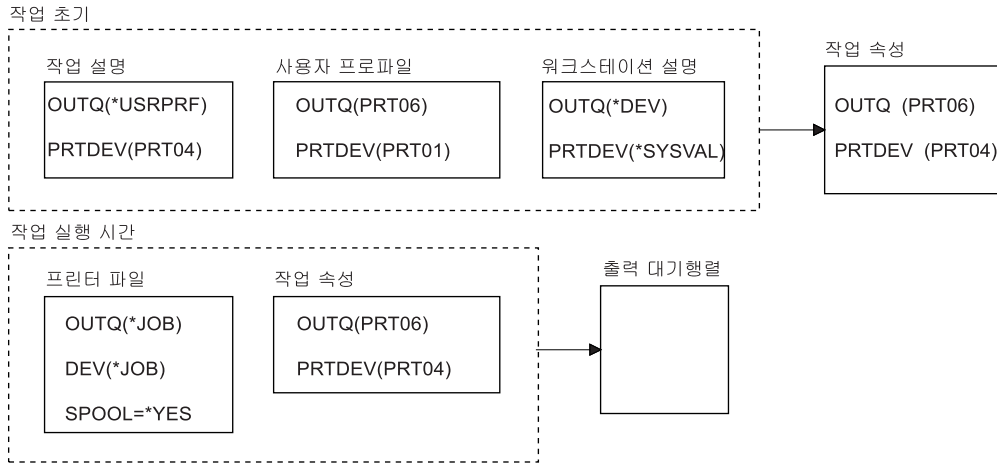 작업 초기
작업 설명
OUTQ(*USRPRF)
PRTDEV(PRT04)
사용자 프로파일
OUTQ(PRT06)
PRTDEV(PRT01)
워크스테이션 설명
OUTQ(*DEV)
PRTDEV(*SYSVAL)
작업 속성
OUTQ (PRT06)
PRTDEV (PRT04)
작업 실행 시간
프린터 파일
OUTQ(*JOB)
DEV(*JOB)
SPOOL=*YES
작업 속성
OUTQ(PRT06)
PRTDEV(PRT04)
출력 대기행렬